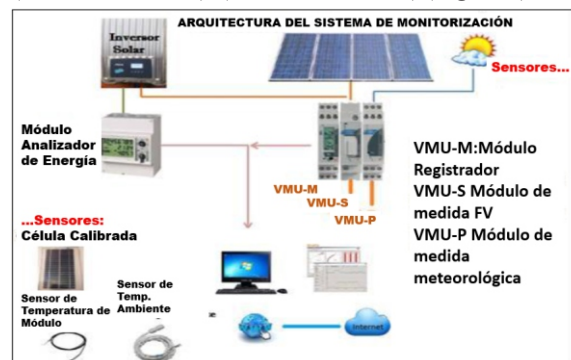 ARQUITECTURA DEL SISTEMA DE MONITORIZACIÓN
Inversor
Solar
Sensores...
Módulo
Analizador
de Energía
VMU-M
VMU-S
VMU-P
VMU-M:Módulo
Registrador
VMU-S Módulo de
medida FV
VMU-P Módulo de
medida
meteorológica
...Sensores:
Célula Calibrada
Sensor de
Temperatura de
Módulo
Sensor de
Temp.
Ambiente
Internet